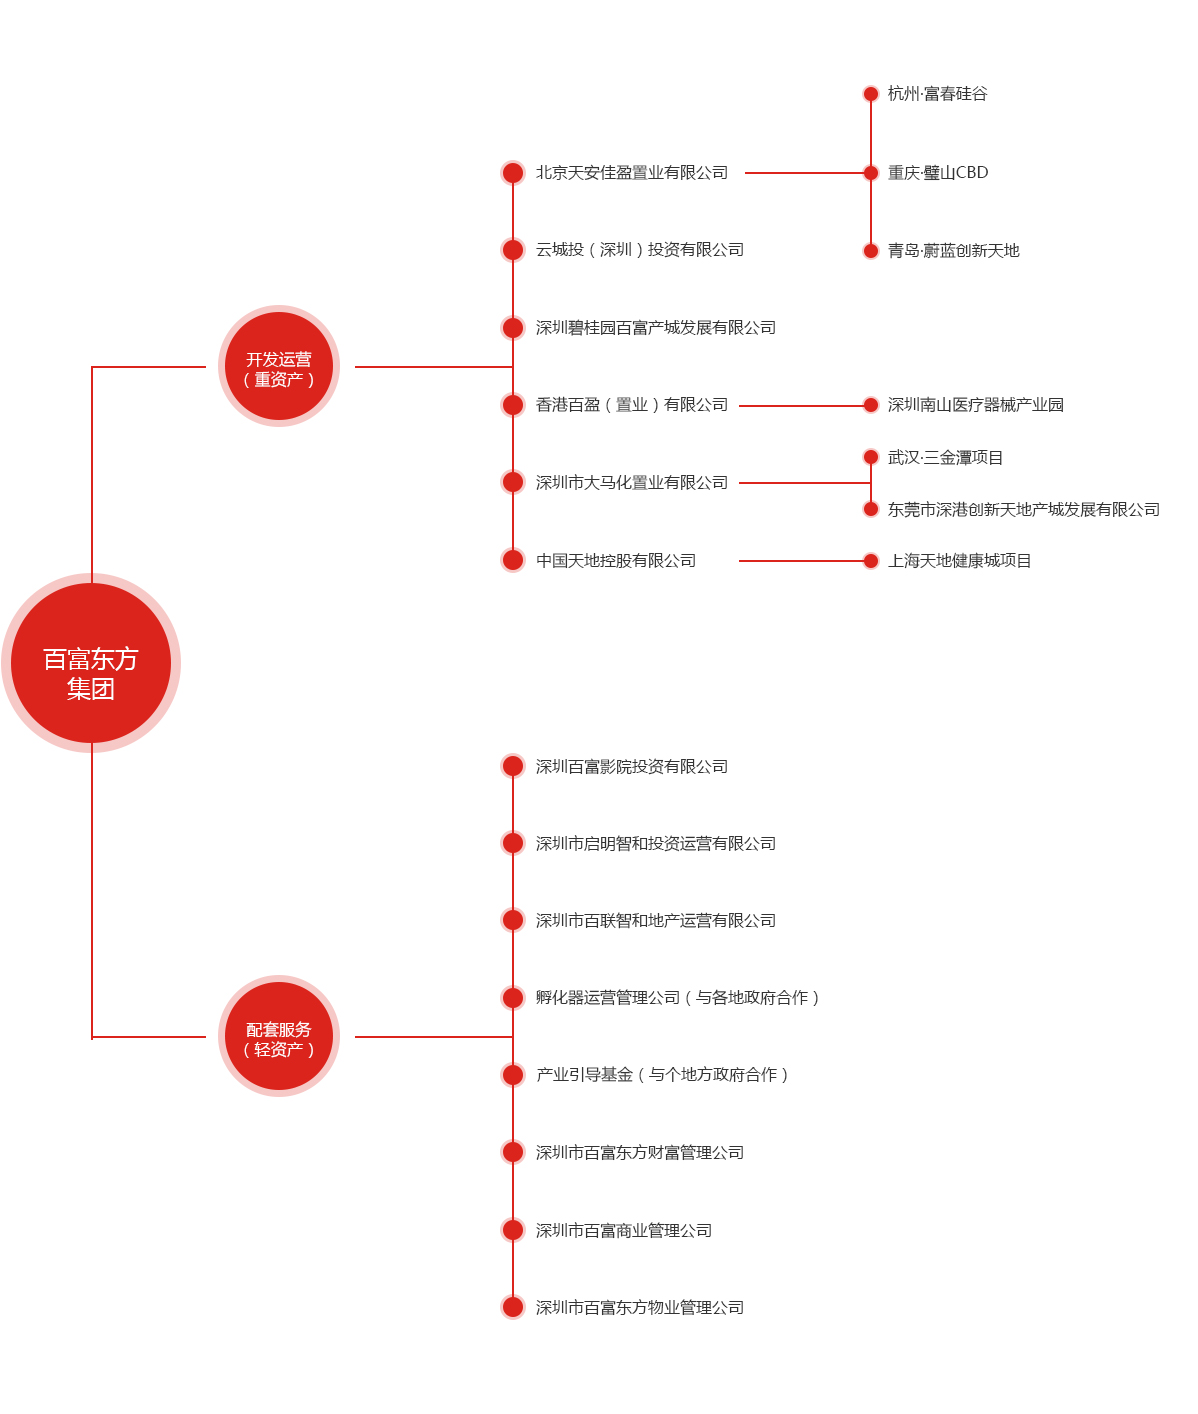 百富东方
集团
开发运营
（重资产）
北京天安佳盈置业有限公司
杭州·富春硅谷
重庆·璧山CBD
青岛·蔚蓝创新天地
云城投（深圳）投资有限公司
深圳碧桂园百富产城发展有限公司
香港百盈（置业）有限公司
深圳南山医疗器械产业园
深圳市大马化置业有限公司
武汉·三金潭项目
东莞市深港创新天地产城发展有限公司
中国天地控股有限公司
上海天地健康城项目
配套服务
（轻资产）
深圳百富影院投资有限公司
深圳市启明智和投资运营有限公司
深圳市百联智和地产运营有限公司
孵化器运营管理公司（与各地政府合作）
产业引导基金（与个地方政府合作）
深圳市百富东方财富管理公司
深圳市百富商业管理公司
深圳市百富东方物业管理公司